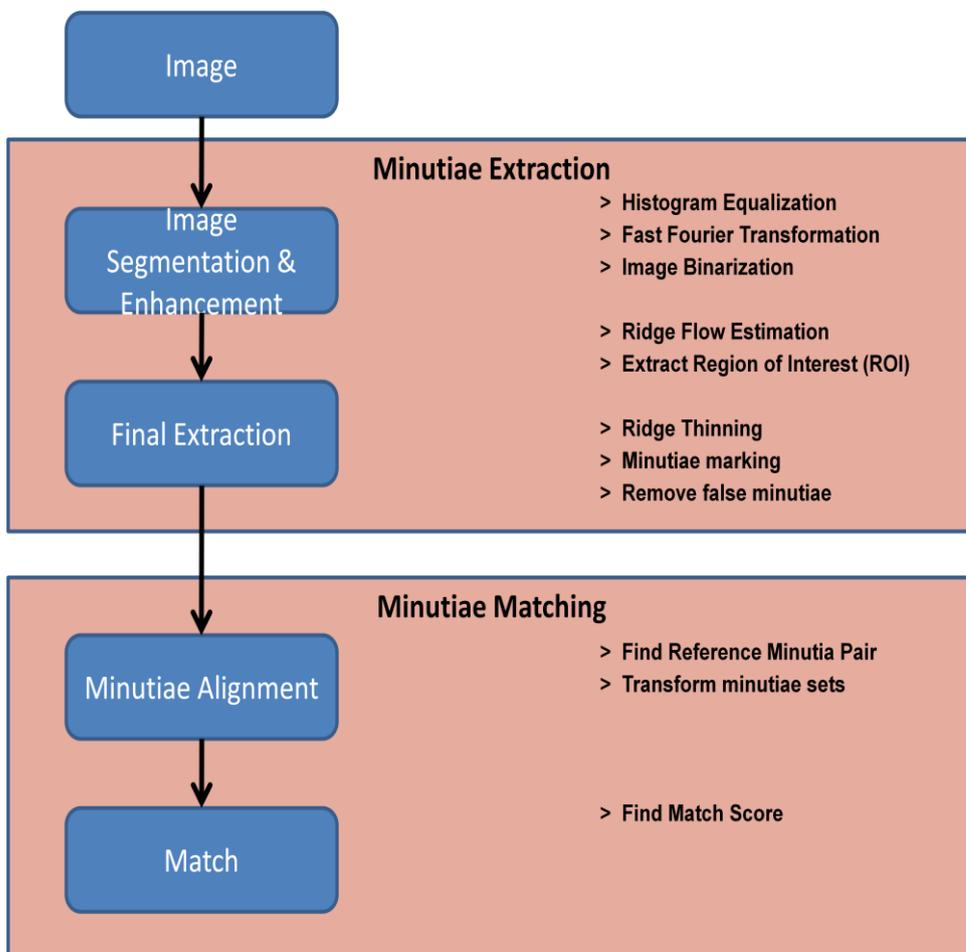 Image
Minutiae Extraction
> Histogram Equalization
> Fast Fourier Transformation
> Image Binarization
Image
Segmentation &
Enhancement
> Ridge Flow Estimation
> Extract Region of Interest (ROI)
Final Extraction
> Ridge Thinning
> Minutiae marking
> Remove false minutiae
Minutiae Matching
Minutiae Alignment
> Find Reference Minutia Pair
> Transform minutiae sets
Match
> Find Match Score